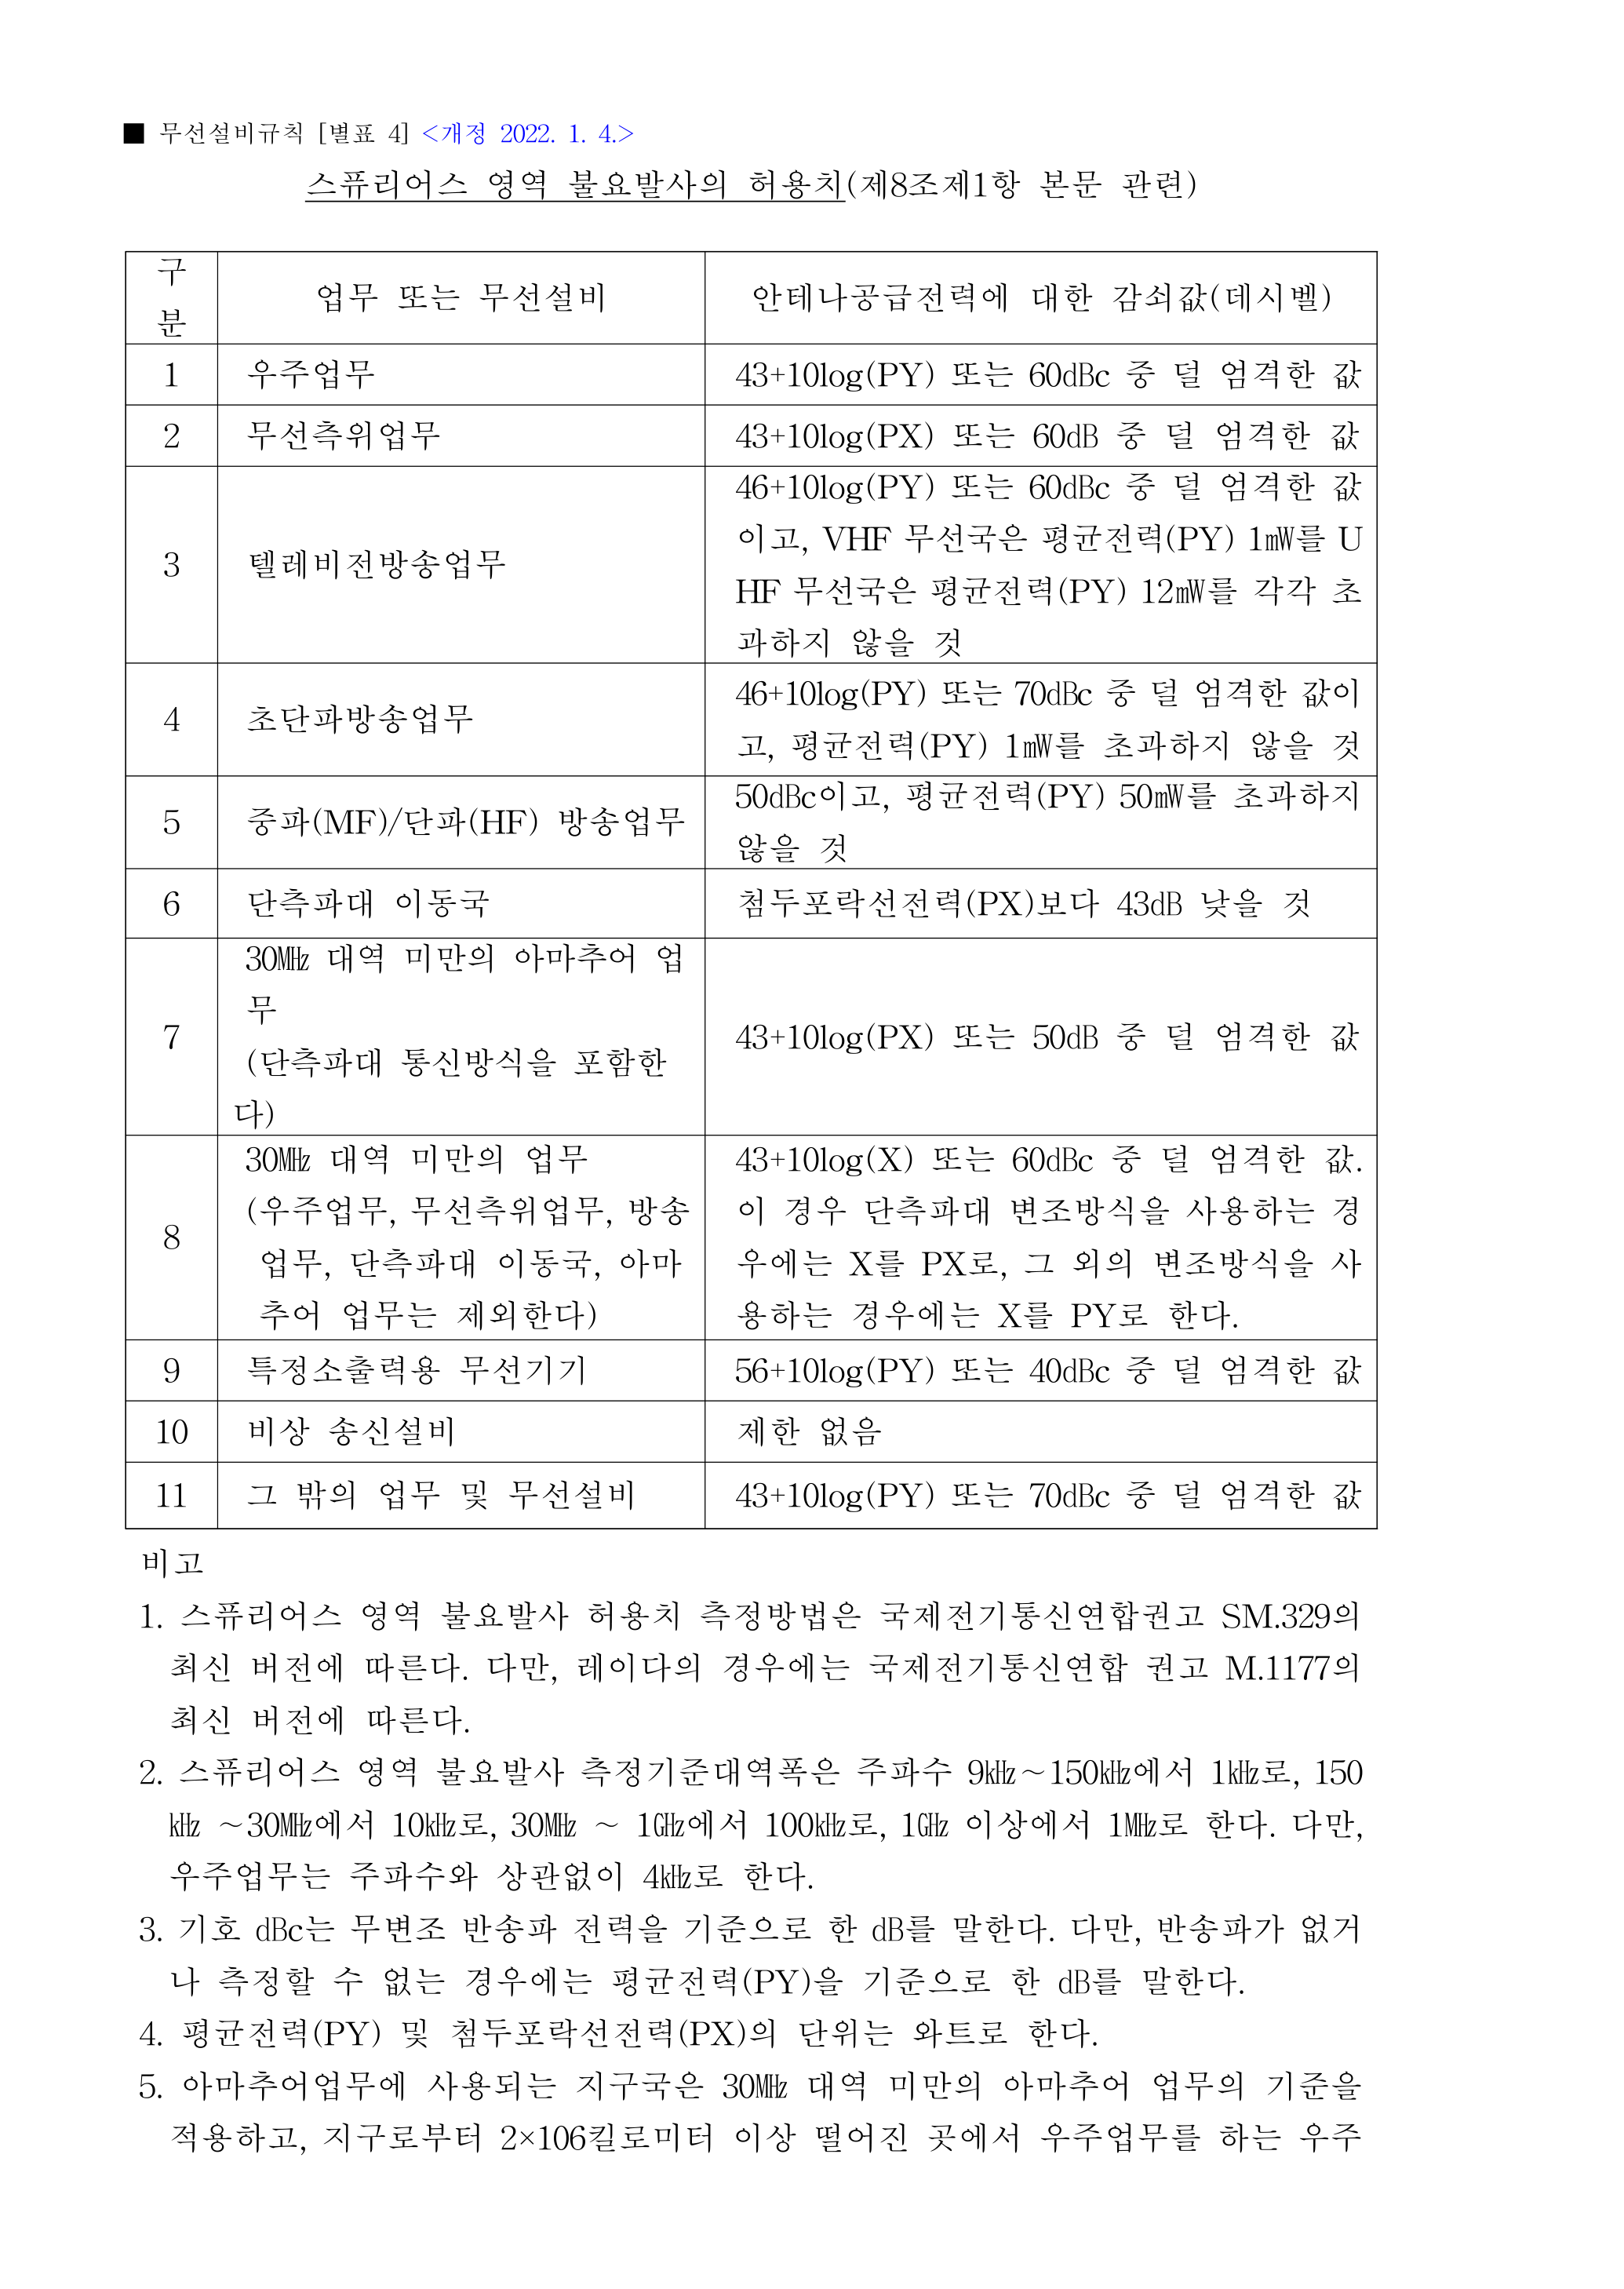 ■ 무선설비규칙 [별표 4] <개정 2022. 1. 4.>
스퓨리어스 영역 불요발사의 허용치(제8조제1항 본문 관련)
구
분
업무 또는 무선설비
안테나공급전력에 대한 감쇠값(데시벨)
1
우주업무
43+10log(PY) 또는 60dBc 중 덜 엄격한 값
2
무선측위업무
43+10log(PX) 또는 60dB 중 덜 엄격한 값
3
텔레비전방송업무
46+10log(PY) 또는 60dBc 중 덜 엄격한 값
이고, VHF 무선국은 평균전력(PY) 1㎽를 U
HF 무선국은 평균전력(PY) 12㎽를 각각 초
과하지 않을 것
4
초단파방송업무
46+10log(PY) 또는 70dBc 중 덜 엄격한 값이
고, 평균전력(PY) 1㎽를 초과하지 않을 것
5
중파(MF)/단파(HF) 방송업무
50dBc이고, 평균전력(PY) 50㎽를 초과하지
않을 것
6
단측파대 이동국
첨두포락선전력(PX)보다 43dB 낮을 것
7
30㎒ 대역 미만의 아마추어 업
무
(단측파대 통신방식을 포함한
다)
43+10log(PX) 또는 50dB 중 덜 엄격한 값
8
30㎒ 대역 미만의 업무
(우주업무, 무선측위업무, 방송
업무, 단측파대 이동국, 아마
추어 업무는 제외한다)
43+10log(X) 또는 60dBc 중 덜 엄격한 값.
이 경우 단측파대 변조방식을 사용하는 경
우에는 X를 PX로, 그 외의 변조방식을 사
용하는 경우에는 X를 PY로 한다.
9
특정소출력용 무선기기
56+10log(PY) 또는 40dBc 중 덜 엄격한 값
10
비상 송신설비
제한 없음
11
그 밖의 업무 및 무선설비
43+10log(PY) 또는 70dBc 중 덜 엄격한 값
비고
1. 스퓨리어스 영역 불요발사 허용치 측정방법은 국제전기통신연합권고 SM.329의
최신 버전에 따른다. 다만, 레이다의 경우에는 국제전기통신연합 권고 M.1177의
최신 버전에 따른다.
2. 스퓨리어스 영역 불요발사 측정기준대역폭은 주파수 9㎑～150㎑에서 1㎑로, 150
㎑ ～30㎒에서 10㎑로, 30㎒ ～ 1㎓에서 100㎑로, 1㎓ 이상에서 1㎒로 한다. 다만,
우주업무는 주파수와 상관없이 4㎑로 한다.
3. 기호 dBc는 무변조 반송파 전력을 기준으로 한 dB를 말한다. 다만, 반송파가 없거
나 측정할 수 없는 경우에는 평균전력(PY)을 기준으로 한 dB를 말한다.
4. 평균전력(PY) 및 첨두포락선전력(PX)의 단위는 와트로 한다.
5. 아마추어업무에 사용되는 지구국은 30㎒ 대역 미만의 아마추어 업무의 기준을
적용하고, 지구로부터 2×106킬로미터 이상 떨어진 곳에서 우주업무를 하는 우주